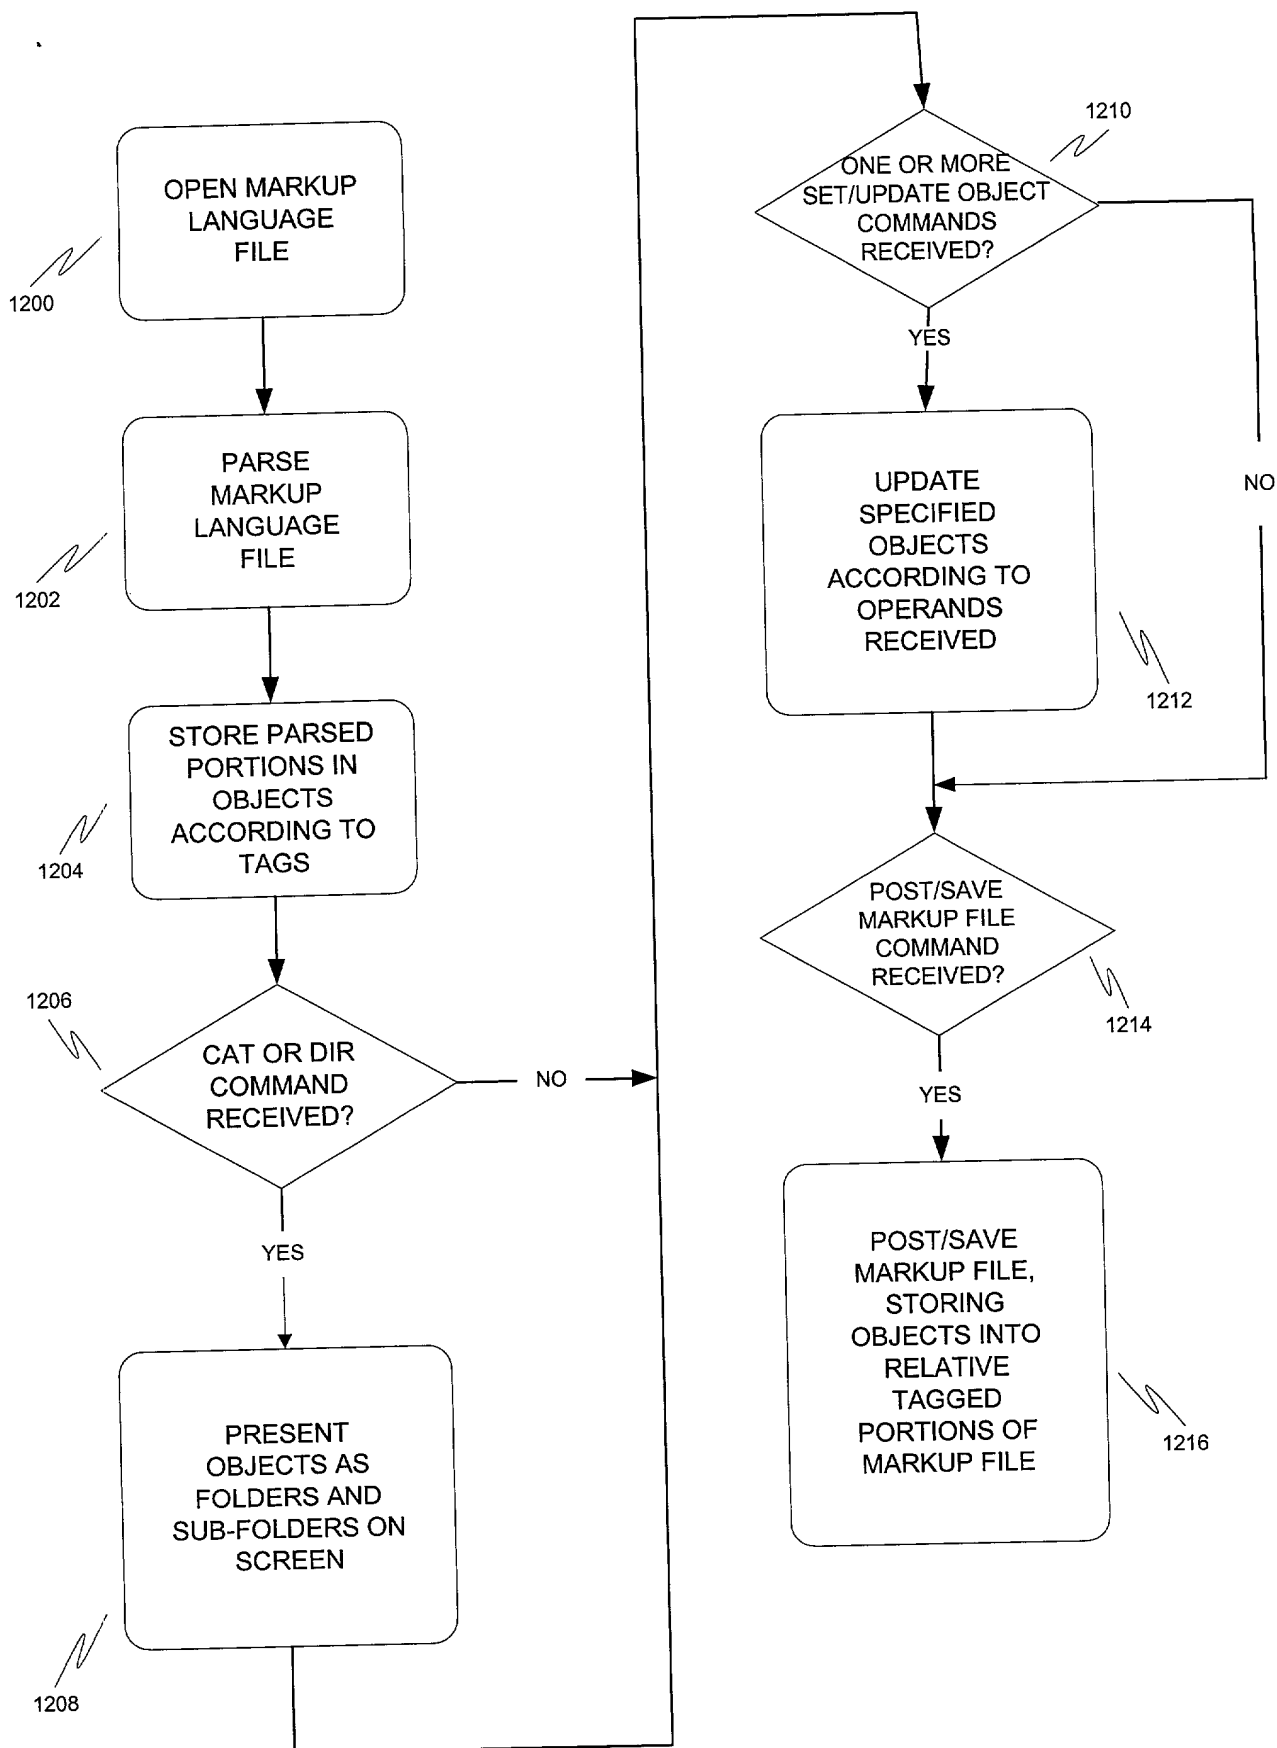 OPEN MARKUP
LANGUAGE
FILE
1200
PARSE
MARKUP
LANGUAGE
FILE
1202
STORE PARSED
PORTIONS IN
OBJECTS
ACCORDING TO
TAGS
1204
1206
CAT OR DIR
COMMAND
RECEIVED?
NO
YES
PRESENT
OBJECTS AS
FOLDERS AND
SUB-FOLDERS ON
SCREEN
1208
1210
ONE OR MORE
SET/UPDATE OBJECT
COMMANDS
RECEIVED?
YES
NO
UPDATE
SPECIFIED
OBJECTS
ACCORDING TO
OPERANDS
RECEIVED
1212
POST/SAVE
MARKUP FILE
COMMAND
RECEIVED?
1214
YES
POST/SAVE
MARKUP FILE,
STORING
OBJECTS INTO
RELATIVE
TAGGED
PORTIONS OF
MARKUP FILE
1216